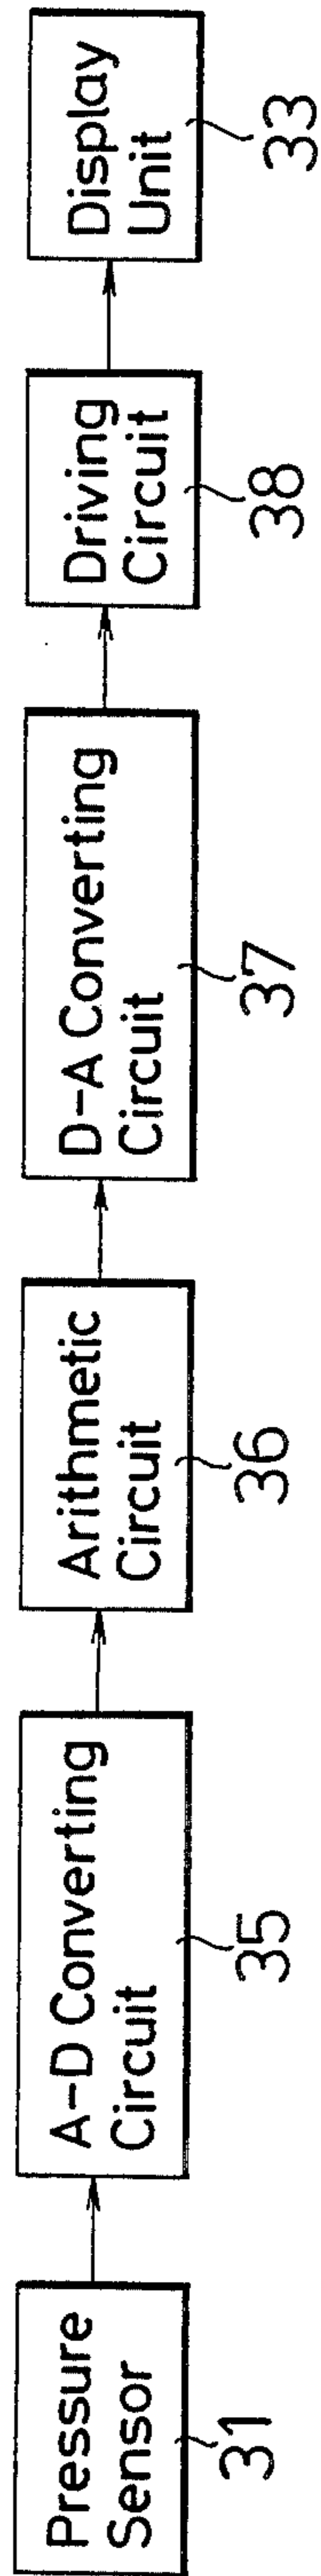 Pressure
Sensor
31
A-D Converting
Circuit
35
Arithmetic
Circuit
36
D-A Converting
Circuit
37
Driving
Circuit
38
Display
Unit
33